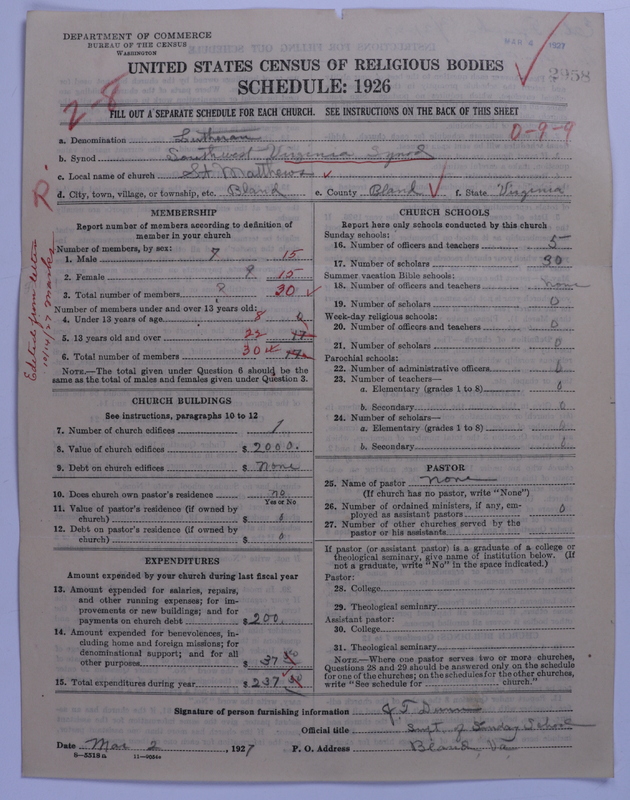 DEPARTMENT OF COMMERCE
BUREAU OF THE CENSUS
WASHINGTON
MAR 4 1927
2958
UNITED STATES CENSUS OF RELIGIOUS BODIES
SCHEDULE: 1926
2-8
FILL OUT A SEPARATE SCHEDULE FOR EACH CHURCH. SEE INSTRUCTIONS ON THE BACK OF THIS SHEET
0-9-9
a. Denomination Lutheran
b. Synod Southwest Virginia Synod
c. Local name of church St. Matthews
d. City, town, village, or township, etc. Bland e. County Bland f. State Virginia
R.
Edited from letter
10/14/27 Marks
MEMBERSHIP
Report number of members according to definition of
member in your church
Number of members, by sex:
1. Male ? 15
2. Female ? 15
3. Total number of members ? 30
Number of members under and over 13 years old:
4. Under 13 years of age 8
5. 13 years old and over 22
6. Total number of members 30
NOTE.—The total given under Question 6 should be the
same as the total of males and females given under Question 3.
CHURCH BUILDINGS
See instructions, paragraphs 10 to 12
7. Number of church edifices 1
8. Value of church edifices $ 2000.
9. Debt on church edifices $ None
10. Does church own pastor's residence no
Yes or No
11. Value of pastor's residence (if owned by
church) $ 0
12. Debt on pastor's residence (if owned by
church) $ 0
EXPENDITURES
Amount expended by your church during last fiscal year
13. Amount expended for salaries, repairs,
and other running expenses; for im-
provements or new buildings; and for
payments on church debt $ 200.
14. Amount expended for benevolences, in-
cluding home and foreign missions; for
denominational support; and for all
other purposes $ 37
15. Total expenditures during year $ 237
CHURCH SCHOOLS
Report here only schools conducted by this church
Sunday schools:
16. Number of officers and teachers 5
17. Number of scholars 30
Summer vacation Bible schools:
18. Number of officers and teachers none
19. Number of scholars 0
Week-day religious schools:
20. Number of officers and teachers 0
21. Number of scholars 0
Parochial schools:
22. Number of administrative officers 0
23. Number of teachers—
a. Elementary (grades 1 to 8) 0
b. Secondary 0
24. Number of scholars—
a. Elementary (grades 1 to 8) 0
b. Secondary 0
PASTOR
25. Name of pastor none
(If church has no pastor, write "None")
26. Number of ordained ministers, if any, em-
ployed as assistant pastors 0
27. Number of other churches served by the
pastor or his assistants
If pastor (or assistant pastor) is a graduate of a college or
theological seminary, give name of institution below. (If
not a graduate, write "No" in the space indicated.)
Pastor:
28. College
29. Theological seminary
Assistant pastor:
30. College
31. Theological seminary
NOTE.—Where one pastor serves two or more churches,
Questions 28 and 29 should be answered only on the schedule
for one of the churches; on the schedules for the other churches,
write "See schedule for church."
Signature of person furnishing information J T Dunn
Official title Supt. of Sunday School
Date Mar 2, 1927 P. O. Address Bland, Va
8-5318a 11-9064